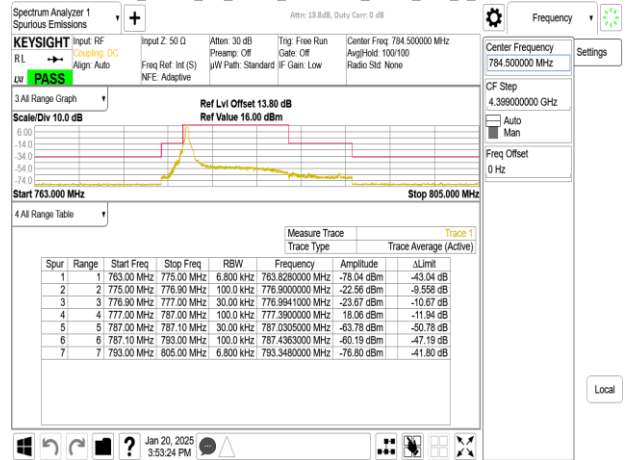 Spectrum Analyzer 1
Spurious Emissions
Attn: 13.8dB, Duty Corr: 0 dB
Frequency
KEYSIGHT
Input: RF
Coupling: DC
Align: Auto
Input Z: 50 Ω
Freq Ref: Int (S)
NFE: Adaptive
Atten: 30 dB
Preamp: Off
µW Path: Standard
Trig: Free Run
Gate: Off
IF Gain: Low
Center Freq: 784.500000 MHz
Avg|Hold: 100/100
Radio Std: None
RL
LXI
PASS
Center Frequency
784.500000 MHz
Settings
CF Step
4.399000000 GHz
Auto
Man
Freq Offset
0 Hz
Local
3 All Range Graph
Scale/Div 10.0 dB
Ref Lvl Offset 13.80 dB
Ref Value 16.00 dBm
6.00
-14.0
-34.0
-54.0
-74.0
Start 763.000 MHz
Stop 805.000 MHz
4 All Range Table
Measure Trace Trace 1
Trace Type Trace Average (Active)
Spur Range Start Freq Stop Freq RBW Frequency Amplitude ΔLimit
1 1 763.00 MHz 775.00 MHz 6.800 kHz 763.8280000 MHz -78.04 dBm -43.04 dB
2 2 775.00 MHz 776.90 MHz 100.0 kHz 776.9000000 MHz -22.56 dBm -9.558 dB
3 3 776.90 MHz 777.00 MHz 30.00 kHz 776.9941000 MHz -23.67 dBm -10.67 dB
4 4 777.00 MHz 787.00 MHz 100.0 kHz 777.3900000 MHz 18.06 dBm -11.94 dB
5 5 787.00 MHz 787.10 MHz 30.00 kHz 787.0305000 MHz -63.78 dBm -50.78 dB
6 6 787.10 MHz 793.00 MHz 100.0 kHz 787.4363000 MHz -60.19 dBm -47.19 dB
7 7 793.00 MHz 805.00 MHz 6.800 kHz 793.3480000 MHz -76.80 dBm -41.80 dB
Jan 20, 2025
3:53:24 PM